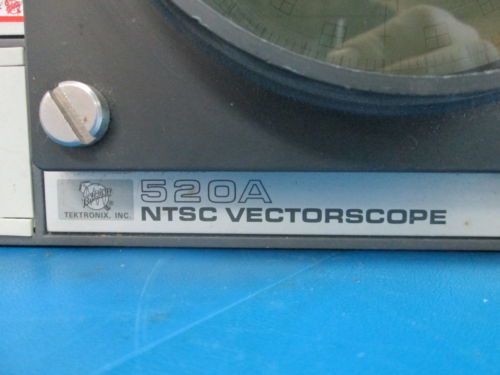 520A
TEKTRONIX, INC.
NTSC VECTORSCOPE